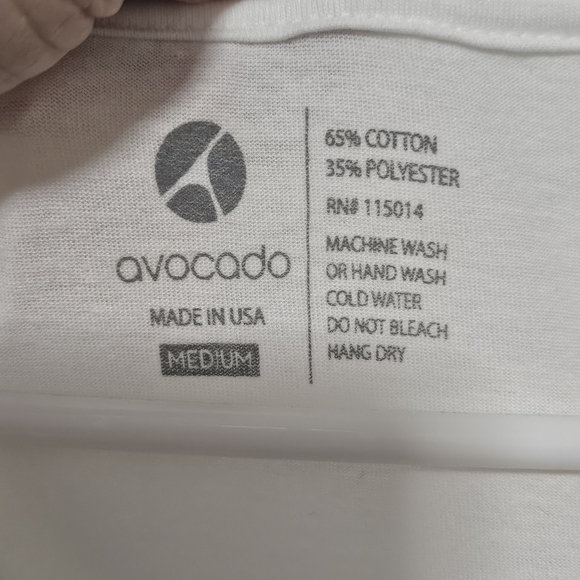 avocado
MADE IN USA
MEDIUM
65% COTTON
35% POLYESTER
RN# 115014
MACHINE WASH
OR HAND WASH
COLD WATER
DO NOT BLEACH
HANG DRY